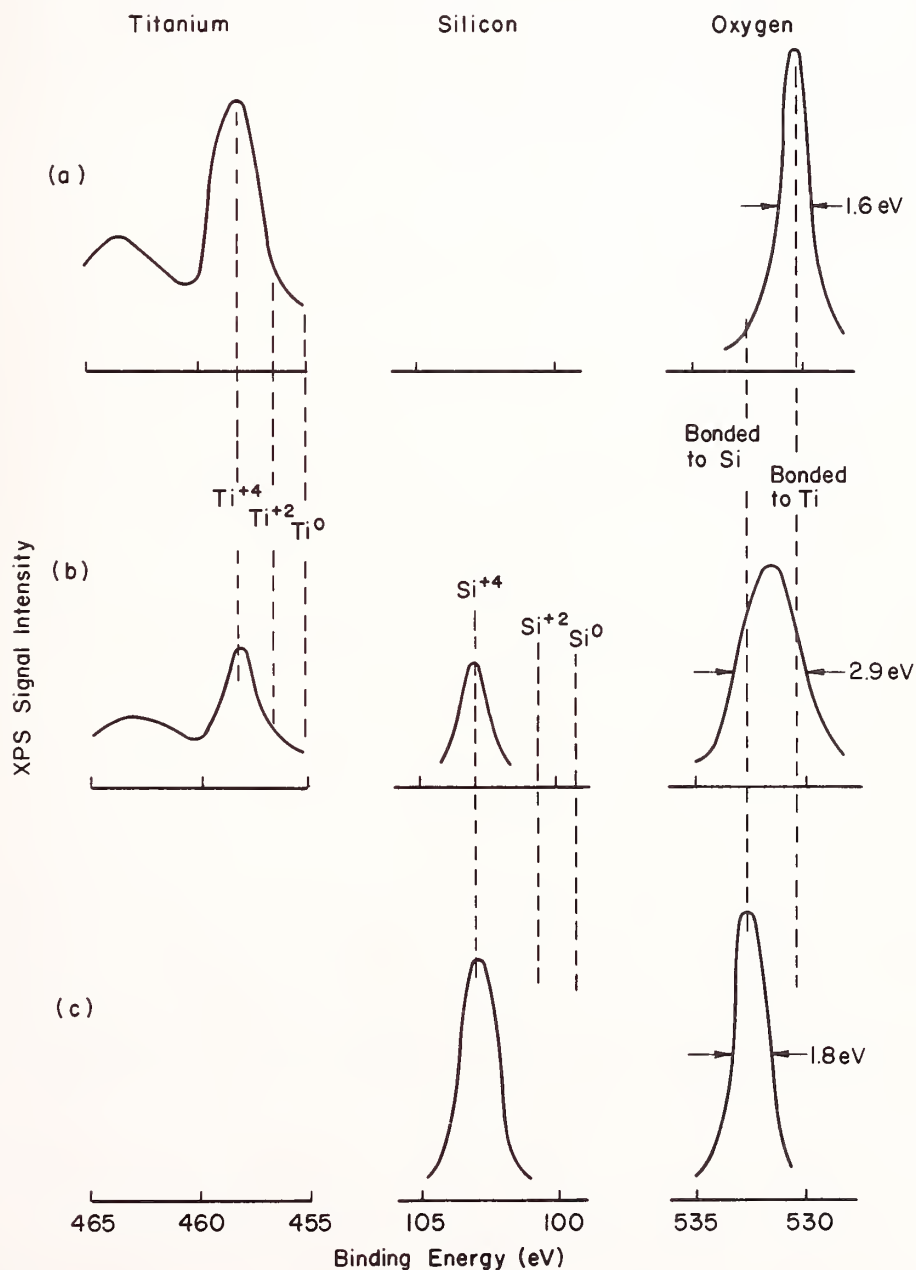 Titanium Silicon Oxygen
(a)
1.6 eV
Bonded
to Si
Bonded
to Ti
Ti+4
Ti+2
Ti0
XPS Signal Intensity
(b)
Si+4
Si+2
Si0
2.9 eV
(c)
1.8 eV
465 460 455 105 100 535 530
Binding Energy (eV)